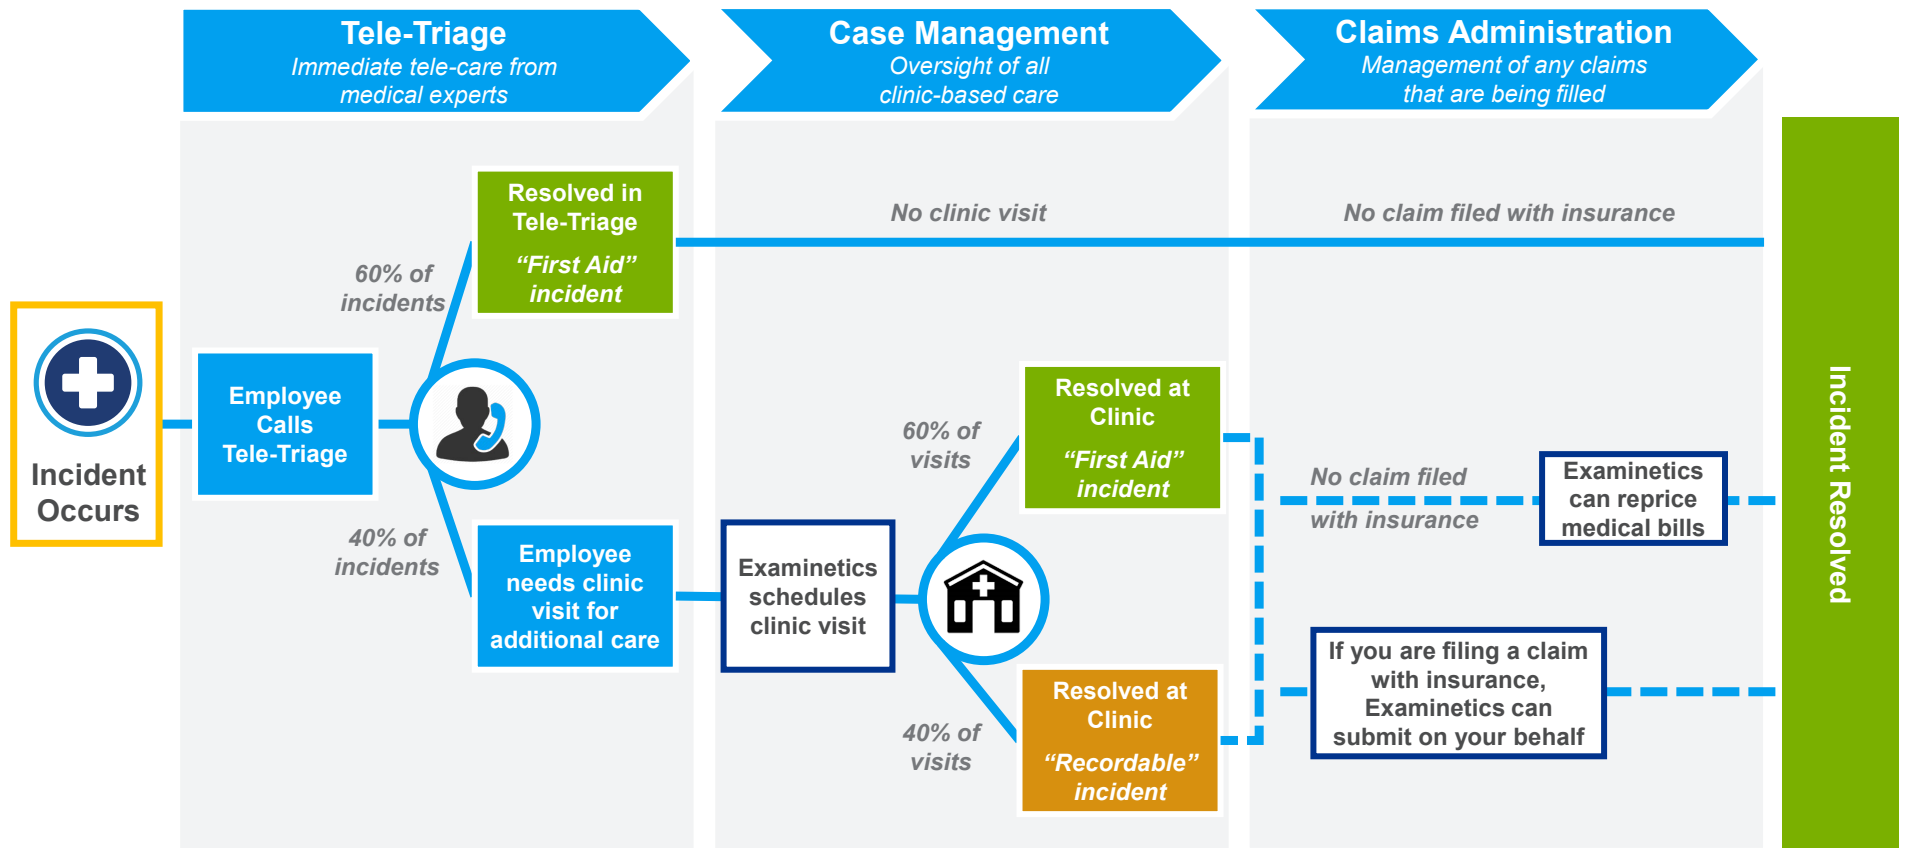 Tele-Triage
Immediate tele-care from
medical experts
Case Management
Oversight of all
clinic-based care
Claims Administration
Management of any claims
that are being filled
Incident
Occurs
Employee
Calls
Tele-Triage
60% of
incidents
40% of
incidents
Resolved in
Tele-Triage
“First Aid”
incident
Employee
needs clinic
visit for
additional care
No clinic visit
No claim filed with insurance
Examinetics
schedules
clinic visit
60% of
visits
40% of
visits
Resolved at
Clinic
“First Aid”
incident
Resolved at
Clinic
“Recordable”
incident
No claim filed
with insurance
Examinetics
can reprice
medical bills
If you are filing a claim
with insurance,
Examinetics can
submit on your behalf
Incident Resolved